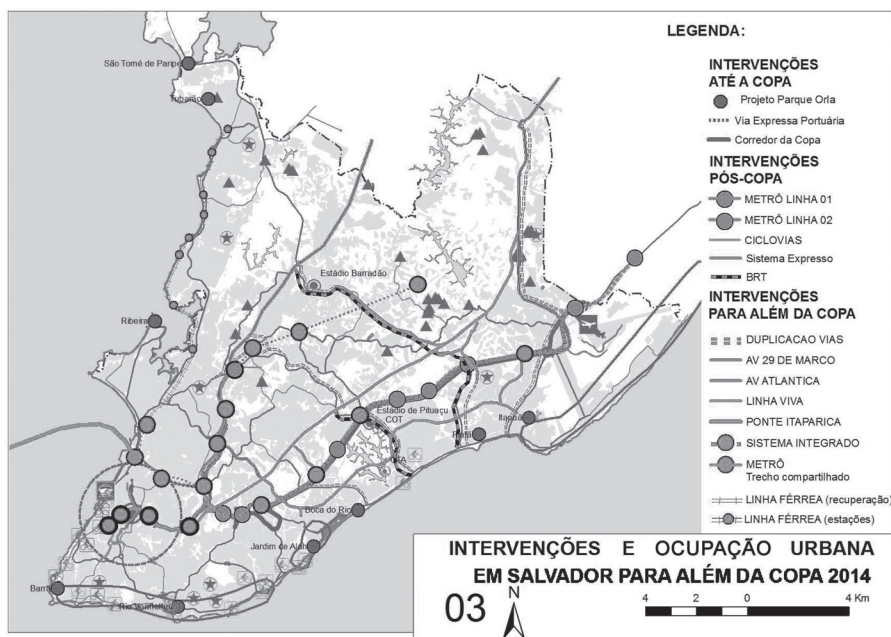 São Tomé de Paripe
Tubarão
Estádio Barradão
Ribeira
Estádio de Pituaçu
COT
Itapuã
Piatã
Boca do Rio
Jardim de Alah
Barra
Rio Vermelho
LEGENDA:
INTERVENÇÕES
ATÉ A COPA
Projeto Parque Orla
Via Expressa Portuária
Corredor da Copa
INTERVENÇÕES
PÓS-COPA
METRÔ LINHA 01
METRÔ LINHA 02
CICLOVIAS
Sistema Expresso
BRT
INTERVENÇÕES
PARA ALÉM DA COPA
DUPLICACAO VIAS
AV 29 DE MARCO
AV ATLANTICA
LINHA VIVA
PONTE ITAPARICA
SISTEMA INTEGRADO
METRÔ
Trecho compartilhado
LINHA FÉRREA (recuperação)
LINHA FÉRREA (estações)
INTERVENÇÕES E OCUPAÇÃO URBANA
EM SALVADOR PARA ALÉM DA COPA 2014
03
N
4 2 0 4 Km